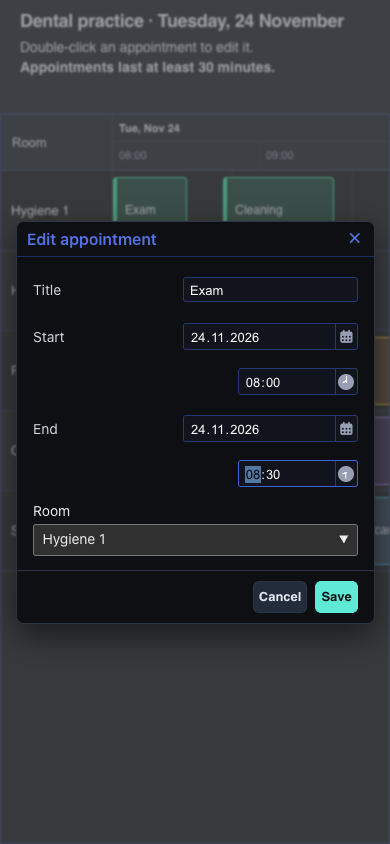 Dental practice · Tuesday, 24 November
Double-click an appointment to edit it.
Appointments last at least 30 minutes.
Room
Tue, Nov 24
08:00
09:00
Hygiene 1
Exam
Cleaning
Edit appointment
Title
Exam
Start
24.11.2026
08:00
End
24.11.2026
08:30
Room
Hygiene 1
Cancel
Save